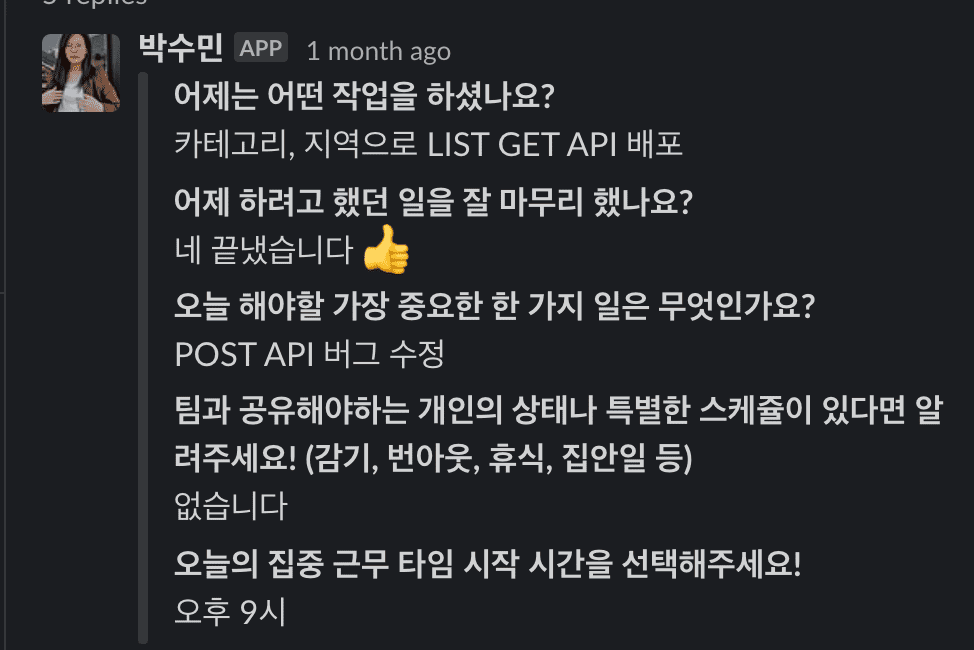 5 replies
박수민 APP 1 month ago
어제는 어떤 작업을 하셨나요?
카테고리, 지역으로 LIST GET API 배포
어제 하려고 했던 일을 잘 마무리 했나요?
네 끝냈습니다 👍
오늘 해야할 가장 중요한 한 가지 일은 무엇인가요?
POST API 버그 수정
팀과 공유해야하는 개인의 상태나 특별한 스케쥴이 있다면 알
려주세요! (감기, 번아웃, 휴식, 집안일 등)
없습니다
오늘의 집중 근무 타임 시작 시간을 선택해주세요!
오후 9시